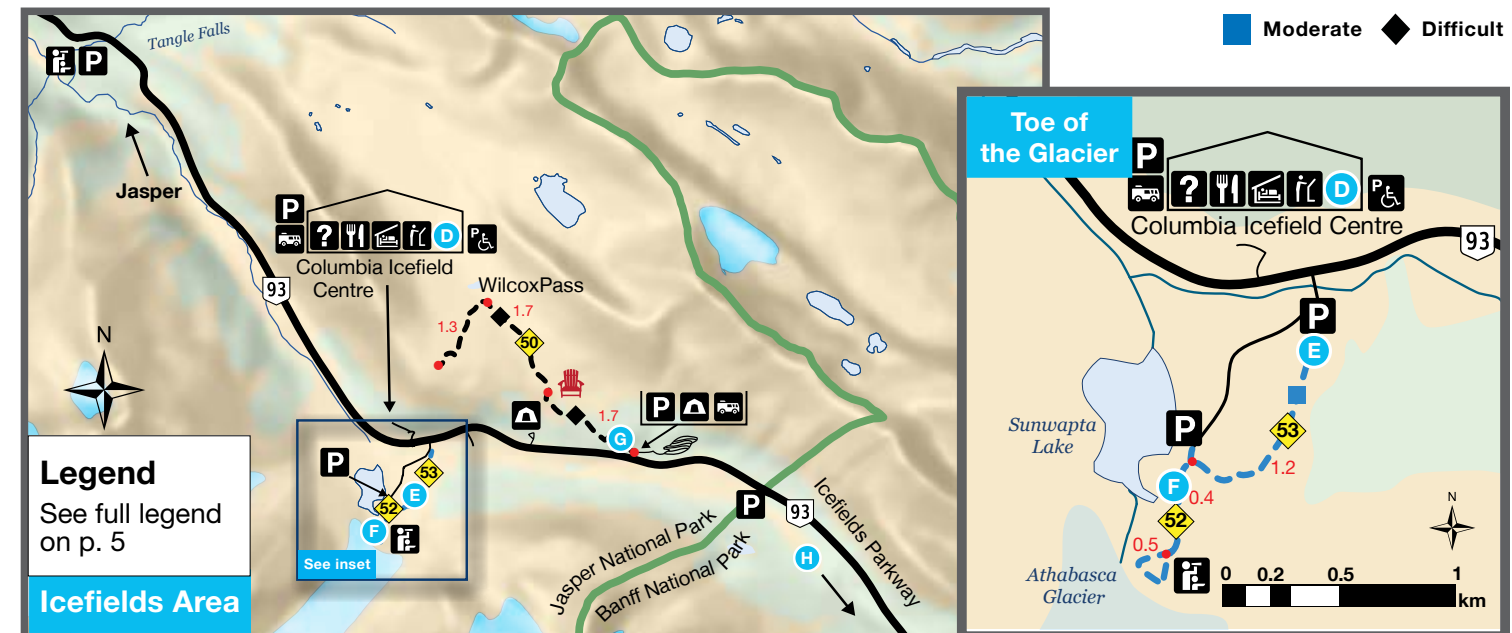 Moderate
Difficult
Tangle Falls
P
Jasper
P
?
D
P
Columbia Icefield
Centre
93
WilcoxPass
1.3
1.7
50
1.7
P
G
N
P
53
E
52
F
See inset
Legend
See full legend
on p. 5
Icefields Area
P
93
Icefields Parkway
Jasper National Park
Banff National Park
H
Toe of
the Glacier
P
?
D
P
Columbia Icefield Centre
93
P
E
Sunwapta
Lake
P
53
1.2
F
0.4
52
0.5
Athabasca
Glacier
N
0 0.2 0.5 1
km